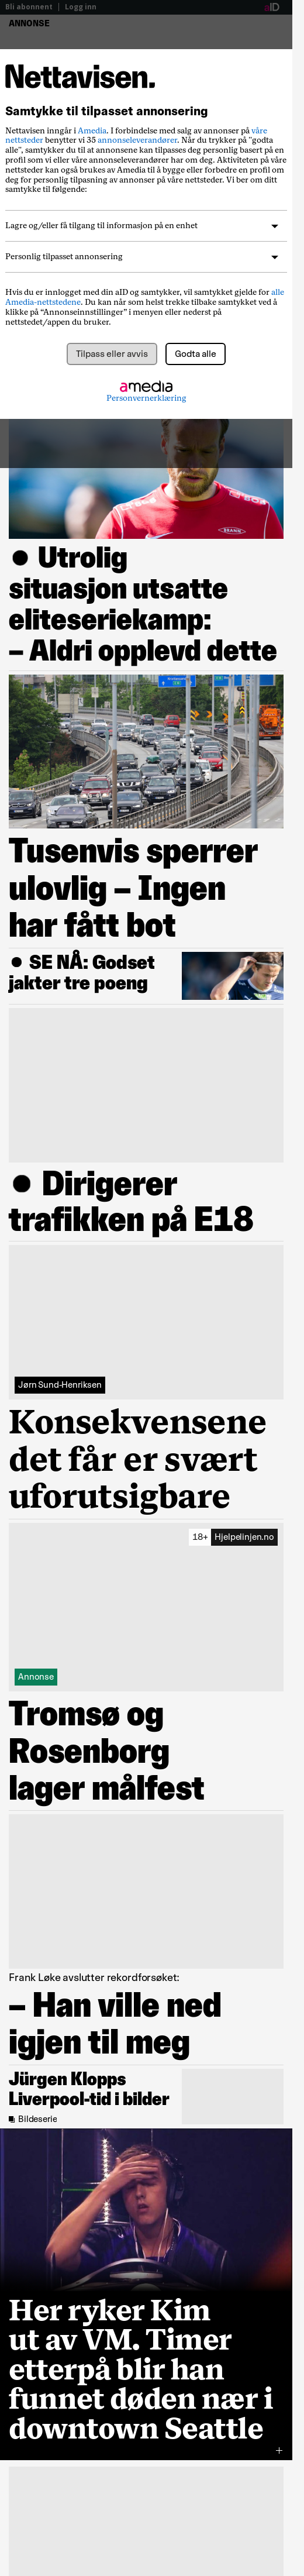 Bli abonnent | Logg inn
aID
ANNONSE
Nettavisen.
Samtykke til tilpasset annonsering
Nettavisen inngår i Amedia. I forbindelse med salg av annonser på våre
nettsteder benytter vi 35 annonseleverandører. Når du trykker på "godta
alle", samtykker du til at annonsene kan tilpasses deg personlig basert på en
profil som vi eller våre annonseleverandører har om deg. Aktiviteten på våre
nettsteder kan også brukes av Amedia til å bygge eller forbedre en profil om
deg for personlig tilpasning av annonser på våre nettsteder. Vi ber om ditt
samtykke til følgende:
Lagre og/eller få tilgang til informasjon på en enhet
Personlig tilpasset annonsering
Hvis du er innlogget med din aID og samtykker, vil samtykket gjelde for alle
Amedia-nettstedene. Du kan når som helst trekke tilbake samtykket ved å
klikke på “Annonseinnstillinger” i menyen eller nederst på
nettstedet/appen du bruker.
Tilpass eller avvis
Godta alle
amedia
Personvernerklæring
MANN
● Utrolig
situasjon utsatte
eliteseriekamp:
– Aldri opplevd dette
Tusenvis sperrer
ulovlig – Ingen
har fått bot
● SE NÅ: Godset
jakter tre poeng
● Dirigerer
trafikken på E18
Jørn Sund-Henriksen
Konsekvensene
det får er svært
uforutsigbare
18+ Hjelpelinjen.no
Annonse
Tromsø og
Rosenborg
lager målfest
Frank Løke avslutter rekordforsøket:
– Han ville ned
igjen til meg
Jürgen Klopps
Liverpool-tid i bilder
Bildeserie
Her ryker Kim
ut av VM. Timer
etterpå blir han
funnet døden nær i
downtown Seattle